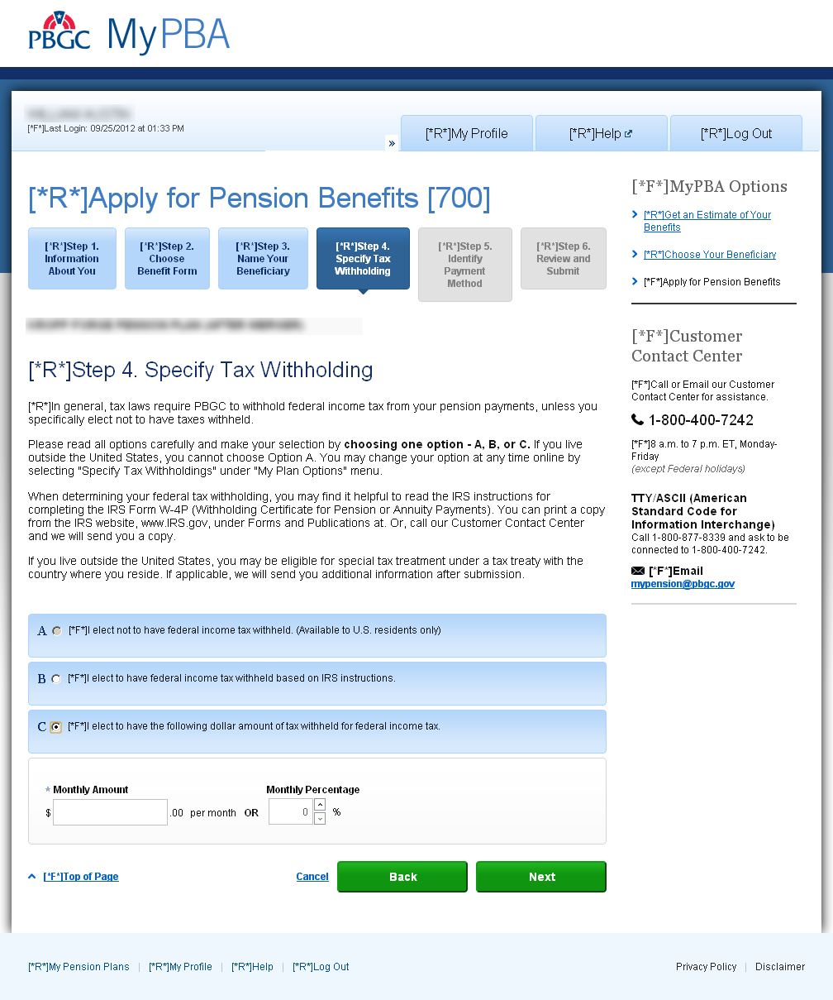 PBGC MyPBA
[*F*]Last Login: 09/25/2012 at 01:33 PM
»
[*R*]My Profile
[*R*]Help
[*R*]Log Out
[*R*]Apply for Pension Benefits [700]
[*R*]Step 1.
Information
About You
[*R*]Step 2.
Choose
Benefit Form
[*R*]Step 3.
Name Your
Beneficiary
[*R*]Step 4.
Specify Tax
Withholding
[*R*]Step 5.
Identify
Payment
Method
[*R*]Step 6.
Review and
Submit
[*R*]Step 4. Specify Tax Withholding
[*R*]In general, tax laws require PBGC to withhold federal income tax from your pension payments, unless you
specifically elect not to have taxes withheld.
Please read all options carefully and make your selection by choosing one option - A, B, or C. If you live
outside the United States, you cannot choose Option A. You may change your option at any time online by
selecting "Specify Tax Withholdings" under "My Plan Options" menu.
When determining your federal tax withholding, you may find it helpful to read the IRS instructions for
completing the IRS Form W-4P (Withholding Certificate for Pension or Annuity Payments). You can print a copy
from the IRS website, www.IRS.gov, under Forms and Publications at. Or, call our Customer Contact Center
and we will send you a copy.
If you live outside the United States, you may be eligible for special tax treatment under a tax treaty with the
country where you reside. If applicable, we will send you additional information after submission.
A [*F*]I elect not to have federal income tax withheld. (Available to U.S. residents only)
B [*F*]I elect to have federal income tax withheld based on IRS instructions.
C [*F*]I elect to have the following dollar amount of tax withheld for federal income tax.
* Monthly Amount Monthly Percentage
$ .00 per month OR 0 %
[*F*]Top of Page
Cancel
Back
Next
[*F*]MyPBA Options
[*R*]Get an Estimate of Your
Benefits
[*R*]Choose Your Beneficiary
[*F*]Apply for Pension Benefits
[*F*]Customer
Contact Center
[*F*]Call or Email our Customer
Contact Center for assistance.
1-800-400-7242
[*F*]8 a.m. to 7 p.m. ET, Monday-
Friday
(except Federal holidays)
TTY/ASCII (American
Standard Code for
Information Interchange)
Call 1-800-877-8339 and ask to be
connected to 1-800-400-7242.
[*F*]Email
mypension@pbgc.gov
[*R*]My Pension Plans | [*R*]My Profile | [*R*]Help | [*R*]Log Out
Privacy Policy | Disclaimer